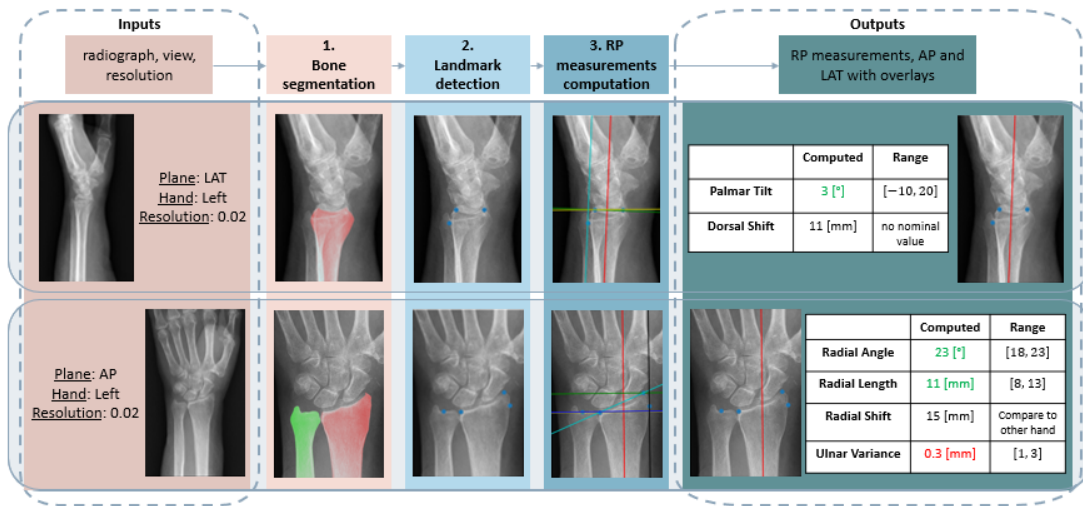 Inputs
Outputs
radiograph, view,
resolution
1.
Bone
segmentation
2.
Landmark
detection
3. RP
measurements
computation
RP measurements, AP and
LAT with overlays
Plane: LAT
Hand: Left
Resolution: 0.02
Computed
Range
Palmar Tilt
3 [°]
[−10, 20]
Dorsal Shift
11 [mm]
no nominal
value
Plane: AP
Hand: Left
Resolution: 0.02
Computed
Range
Radial Angle
23 [°]
[18, 23]
Radial Length
11 [mm]
[8, 13]
Radial Shift
15 [mm]
Compare to
other hand
Ulnar Variance
0.3 [mm]
[1, 3]